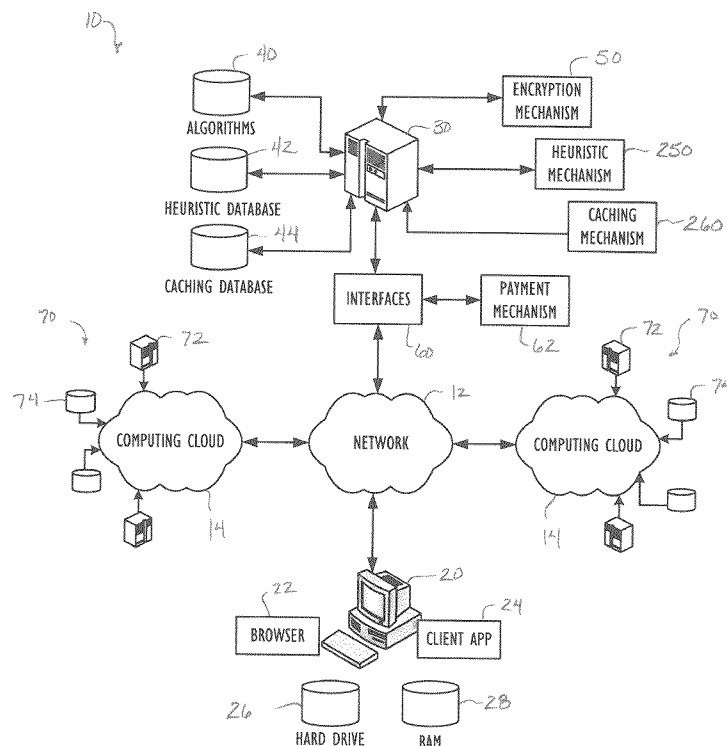 10
40
50
ENCRYPTION
MECHANISM
ALGORITHMS
30
42
HEURISTIC
MECHANISM
250
HEURISTIC DATABASE
44
CACHING
MECHANISM
260
CACHING DATABASE
INTERFACES
PAYMENT
MECHANISM
60
62
70
72
72
70
74
12
COMPUTING CLOUD
NETWORK
COMPUTING CLOUD
14
14
20
22
24
BROWSER
CLIENT APP
26
28
HARD DRIVE
RAM